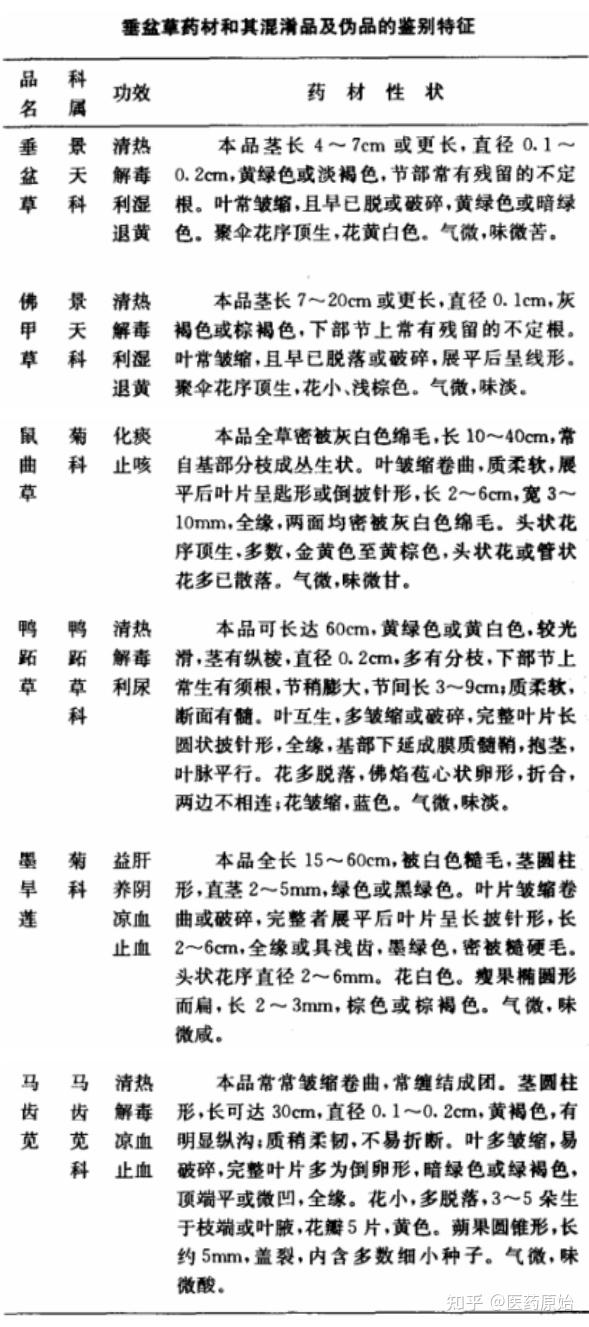 垂盆草药材和其混淆品及伪品的鉴别特征
品名 科属 功效 药材性状
垂 景 清热 本品茎长 4～7cm 或更长,直径 0.1～
盆 天 解毒 0.2cm,黄绿色或淡褐色,节部常有残留的不定
草 科 利湿 根。叶常皱缩,且早已脱或破碎,黄绿色或暗绿
退黄 色。聚伞花序顶生,花黄白色。气微,味微苦。
佛 景 清热 本品茎长 7～20cm 或更长,直径 0.1cm,灰
甲 天 解毒 褐色或棕褐色,下部节上常有残留的不定根。
草 科 利湿 叶常皱缩,且早已脱落或破碎,展平后呈线形。
退黄 聚伞花序顶生,花小、浅棕色。气微,味淡。
鼠 菊 化痰 本品全草密被灰白色绵毛,长 10～40cm,常
曲 科 止咳 自基部分枝成丛生状。叶皱缩卷曲,质柔软,展
草 平后叶片呈匙形或倒披针形,长 2～6cm,宽 3～
10mm,全缘,两面均密被灰白色绵毛。头状花
序顶生,多数,金黄色至黄棕色,头状花或管状
花多已散落。气微,味微甘。
鸭 鸭 清热 本品可长达 60cm,黄绿色或黄白色,较光
跖 跖 解毒 滑,茎有纵棱,直径 0.2cm,多有分枝,下部节上
草 草 利尿 常生有须根,节稍膨大,节间长 3～9cm;质柔软,
科 断面有髓。叶互生,多皱缩或破碎,完整叶片长
圆状披针形,全缘,基部下延成膜质髓鞘,抱茎,
叶脉平行。花多脱落,佛焰苞心状卵形,折合,
两边不相连;花皱缩,蓝色。气微,味淡。
墨 菊 益肝 本品全长 15～60cm,被白色糙毛,茎圆柱
旱 科 养阴 形,直茎 2～5mm,绿色或黑绿色。叶片皱缩卷
莲 凉血 曲或破碎,完整者展平后叶片呈长披针形,长
止血 2～6cm,全缘或具浅齿,墨绿色,密被糙硬毛。
头状花序直径 2～6mm。花白色。瘦果椭圆形
而扁,长 2～3mm,棕色或棕褐色。气微,味
微咸。
马 马 清热 本品常常皱缩卷曲,常缠结成团。茎圆柱
齿 齿 解毒 形,长可达 30cm,直径 0.1～0.2cm,黄褐色,有
苋 苋 凉血 明显纵沟;质稍柔韧,不易折断。叶多皱缩,易
科 止血 破碎,完整叶片多为倒卵形,暗绿色或绿褐色,
顶端平或微凹,全缘。花小,多脱落,3～5 朵生
于枝端或叶腋,花瓣 5 片,黄色。蒴果圆锥形,长
约 5mm,盖裂,内含多数细小种子。气微,味
微酸。
知乎 @医药原始